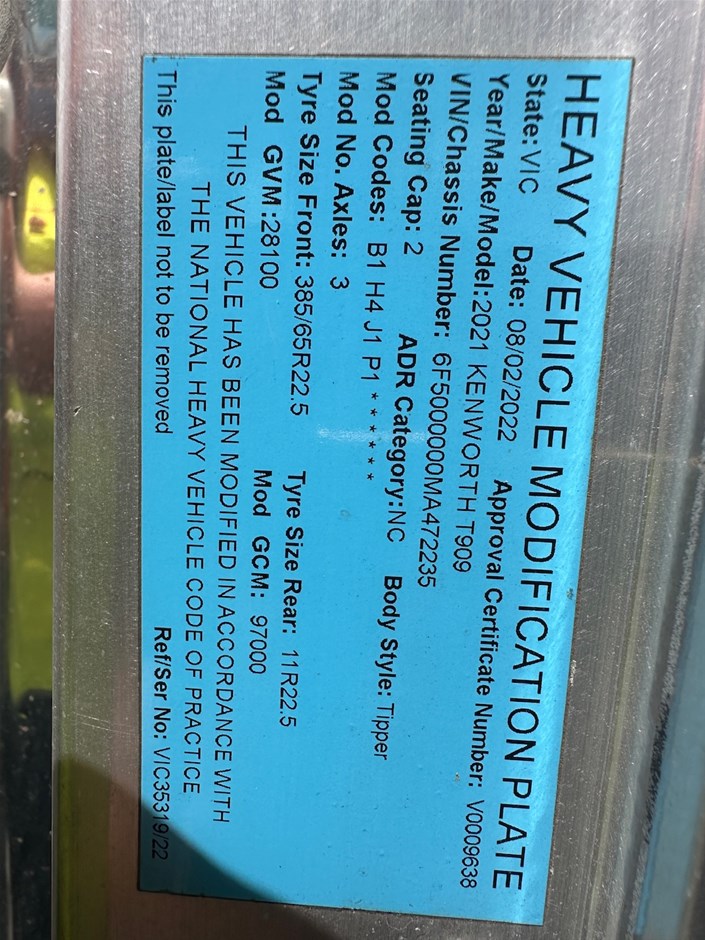 HEAVY VEHICLE MODIFICATION PLATE
State: VIC Date: 08/02/2022 Approval Certificate Number: V0009638
Year/Make/Model: 2021 KENWORTH T909
VIN/Chassis Number: 6F5000000MA472235
Seating Cap: 2 ADR Category: NC Body Style: Tipper
Mod Codes: B1 H4 J1 P1 * * * * * *
Mod No. Axles: 3
Tyre Size Front: 385/65R22.5 Tyre Size Rear: 11R22.5
Mod GVM :28100 Mod GCM: 97000
THIS VEHICLE HAS BEEN MODIFIED IN ACCORDANCE WITH
THE NATIONAL HEAVY VEHICLE CODE OF PRACTICE
This plate/label not to be removed Ref/Ser No: VIC35319/22